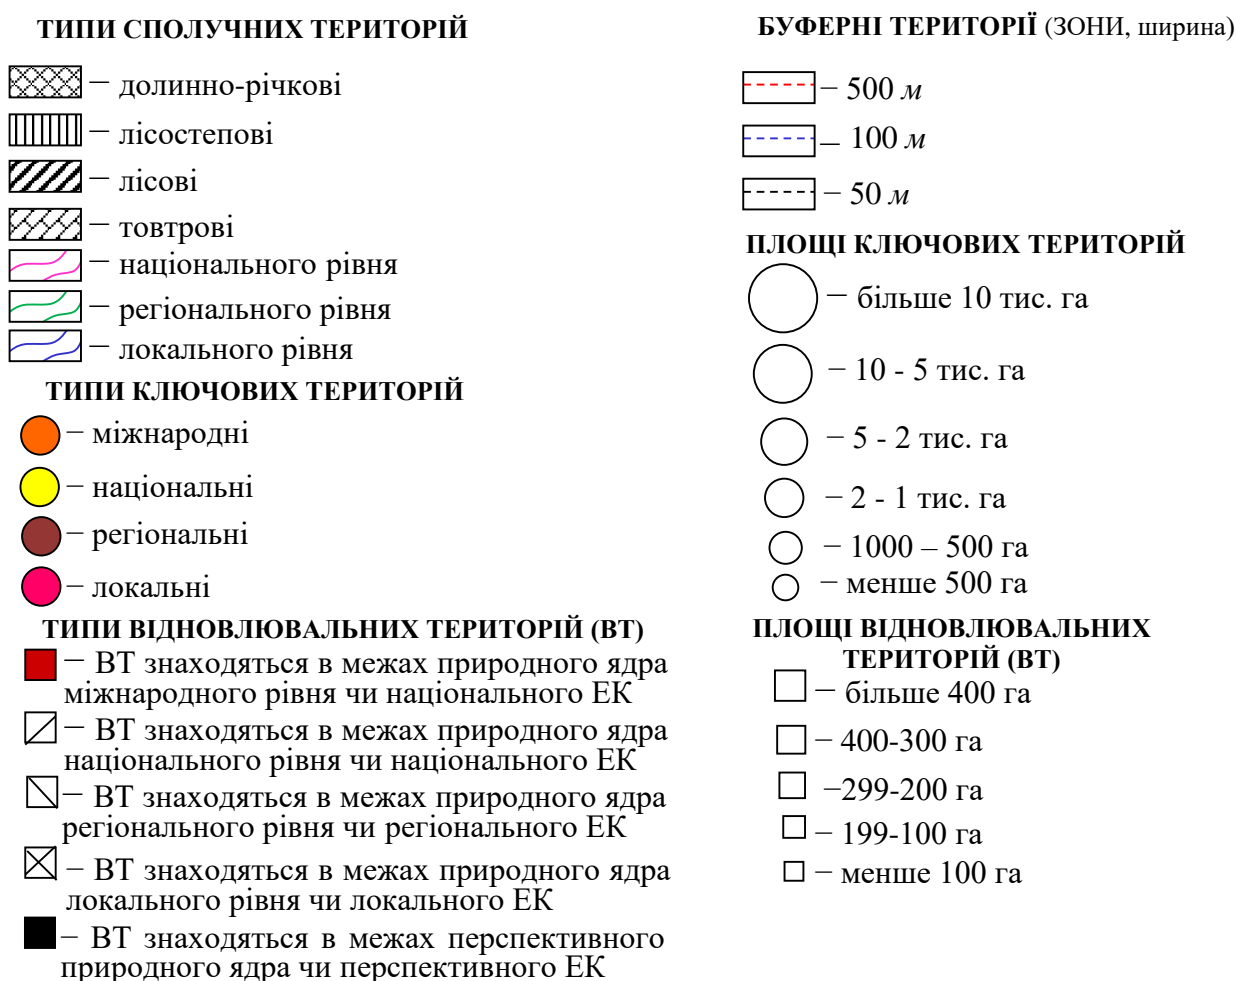 ТИПИ СПОЛУЧНИХ ТЕРИТОРІЙ
– долинно-річкові
– лісостепові
– лісові
– товтрові
– національного рівня
– регіонального рівня
– локального рівня
ТИПИ КЛЮЧОВИХ ТЕРИТОРІЙ
– міжнародні
– національні
– регіональні
– локальні
ТИПИ ВІДНОВЛЮВАЛЬНИХ ТЕРИТОРІЙ (ВТ)
– ВТ знаходяться в межах природного ядра
міжнародного рівня чи національного ЕК
– ВТ знаходяться в межах природного ядра
національного рівня чи національного ЕК
– ВТ знаходяться в межах природного ядра
регіонального рівня чи регіонального ЕК
– ВТ знаходяться в межах природного ядра
локального рівня чи локального ЕК
– ВТ знаходяться в межах перспективного
природного ядра чи перспективного ЕК
БУФЕРНІ ТЕРИТОРІЇ (ЗОНИ, ширина)
– 500 м
– 100 м
– 50 м
ПЛОЩІ КЛЮЧОВИХ ТЕРИТОРІЙ
– більше 10 тис. га
– 10 - 5 тис. га
– 5 - 2 тис. га
– 2 - 1 тис. га
– 1000 – 500 га
– менше 500 га
ПЛОЩІ ВІДНОВЛЮВАЛЬНИХ
ТЕРИТОРІЙ (ВТ)
– більше 400 га
– 400-300 га
–299-200 га
– 199-100 га
– менше 100 га